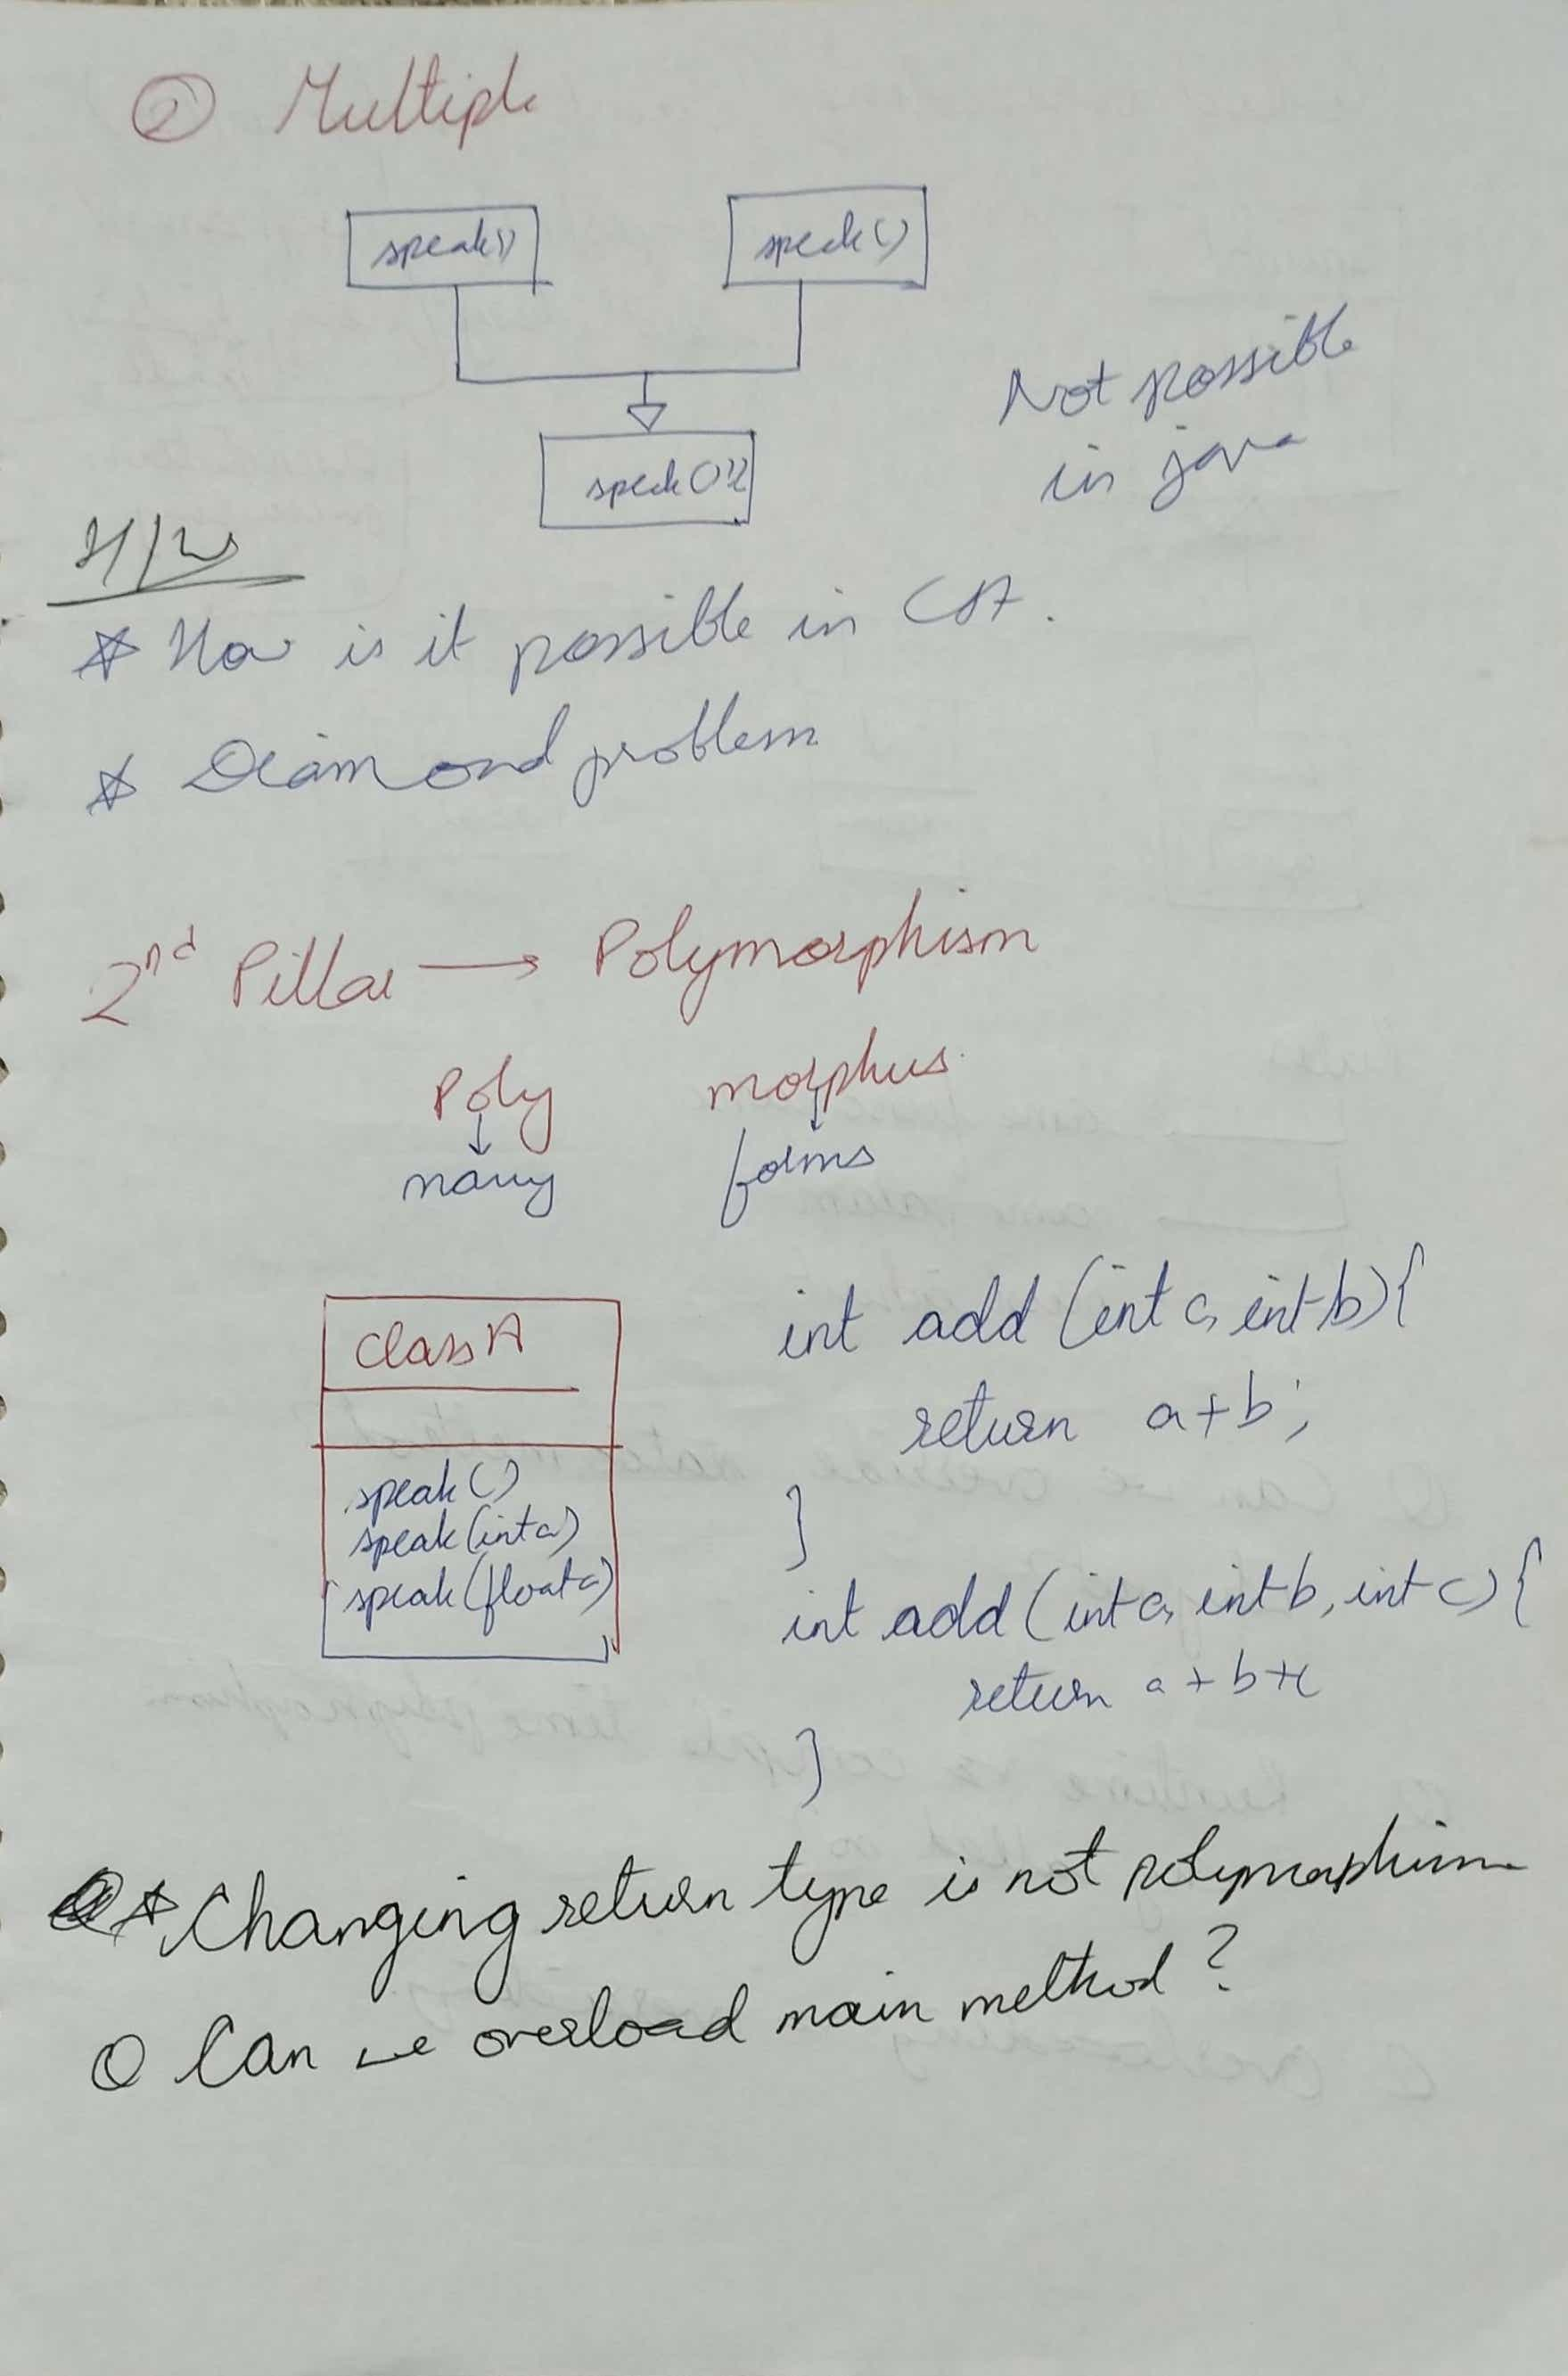 ② Multiple
speak()
speak()
Not possible
in java
speak()??
H/W
* How is it possible in C++.
* Diamond problem
2nd Pillar → Polymorphism
Poly morphus.
↓ ↓
many forms
class A
speak()
speak(int a)
speak(float a)
int add (int a, int b){
return a+b;
}
int add (int a, int b, int c){
return a+b+c
}
* Changing return type is not polymorphism
Q Can we overload main method?